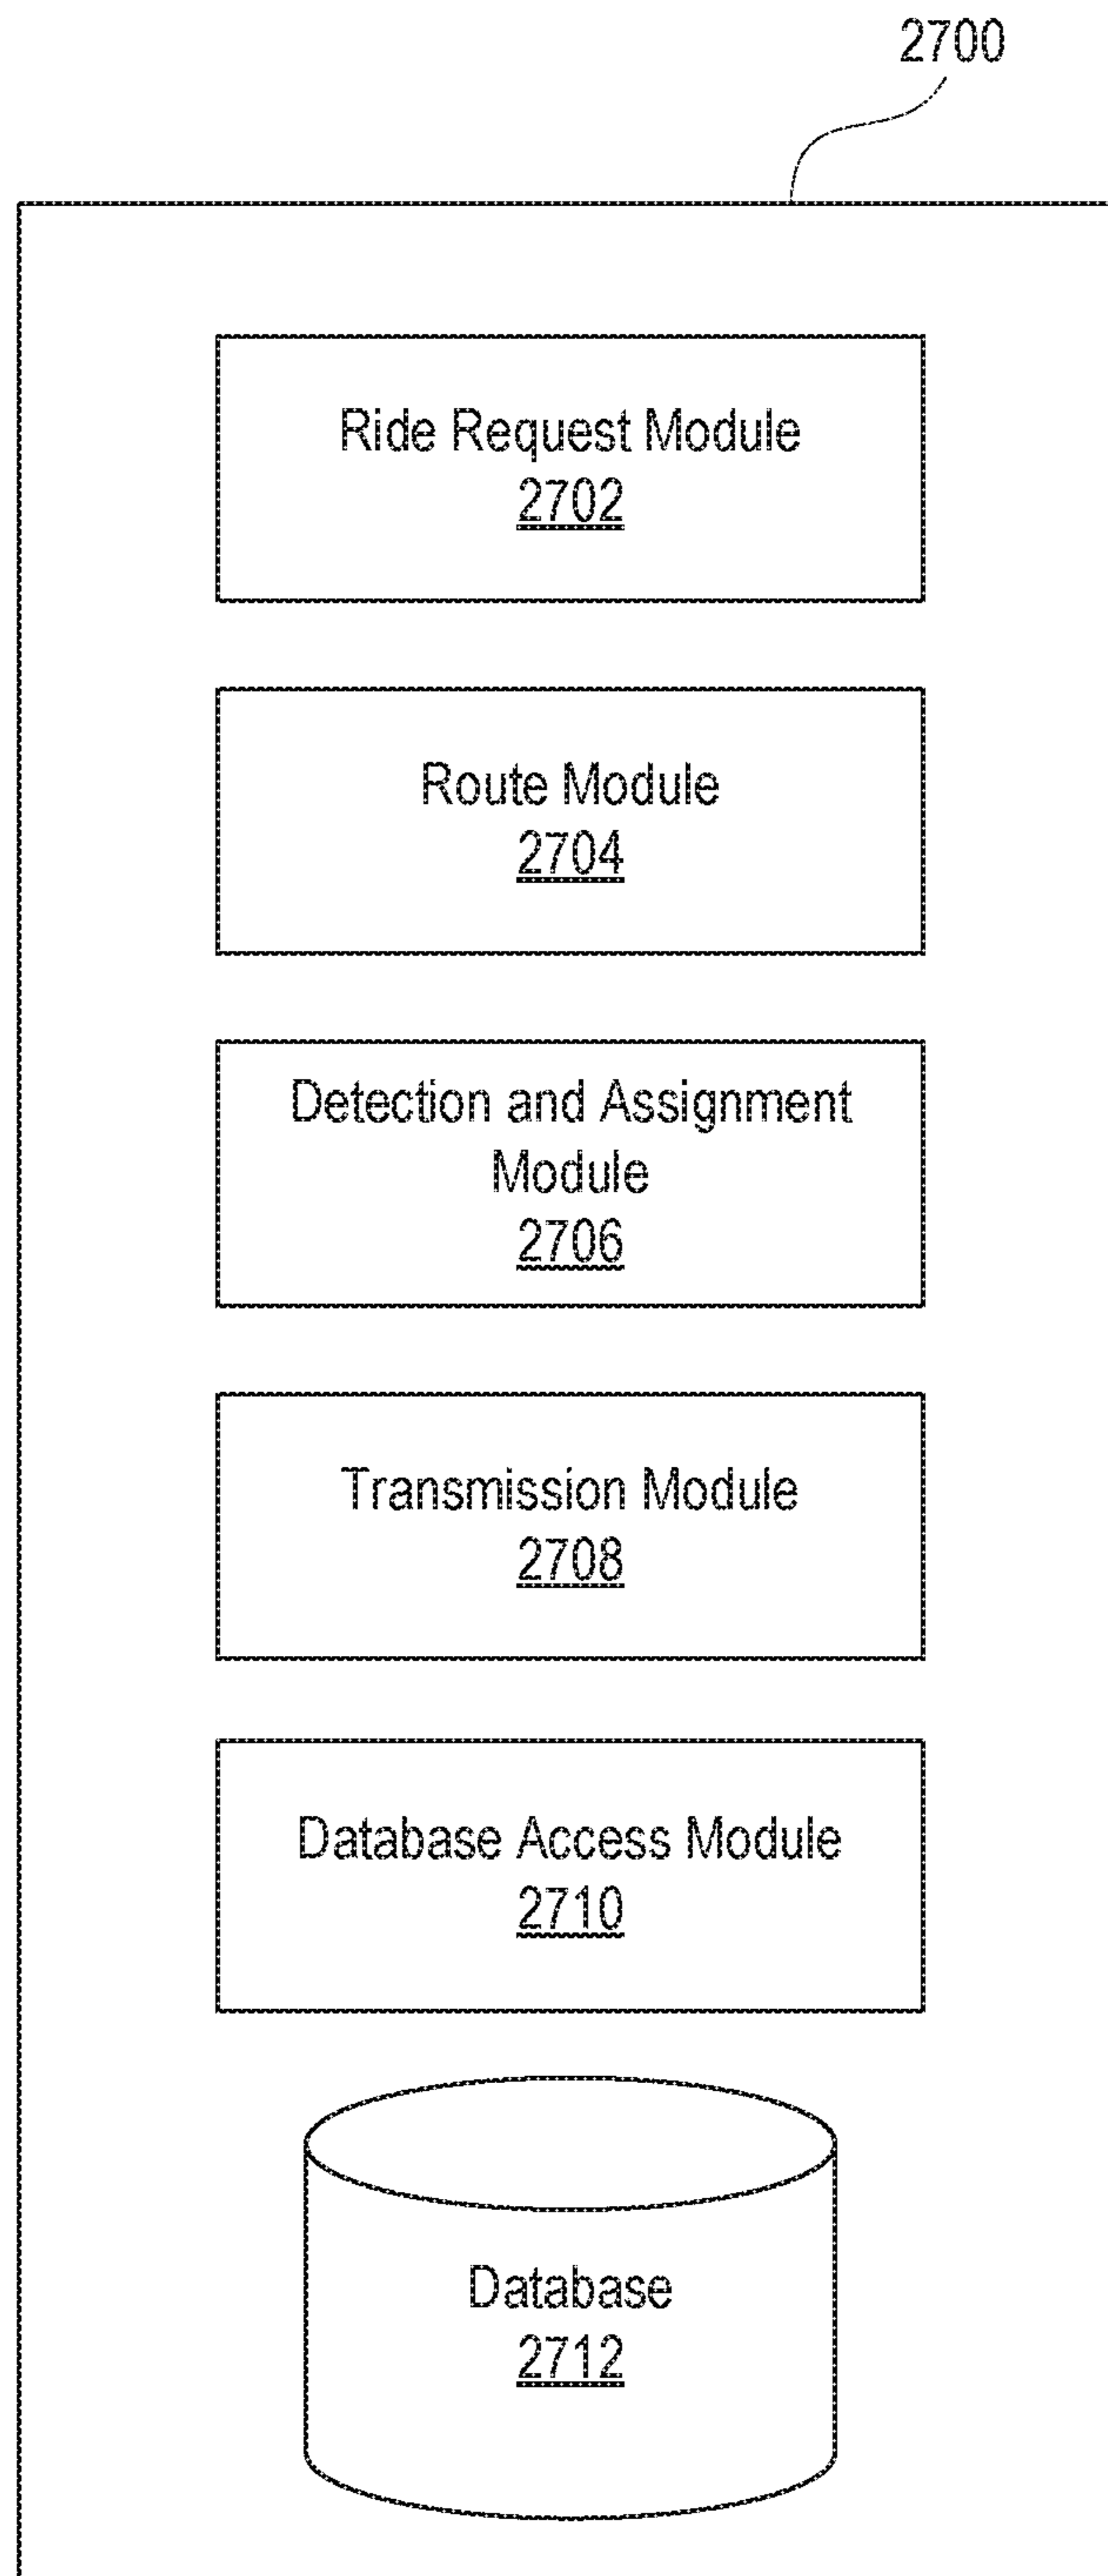 2700
Ride Request Module
2702
Route Module
2704
Detection and Assignment
Module
2706
Transmission Module
2708
Database Access Module
2710
Database
2712